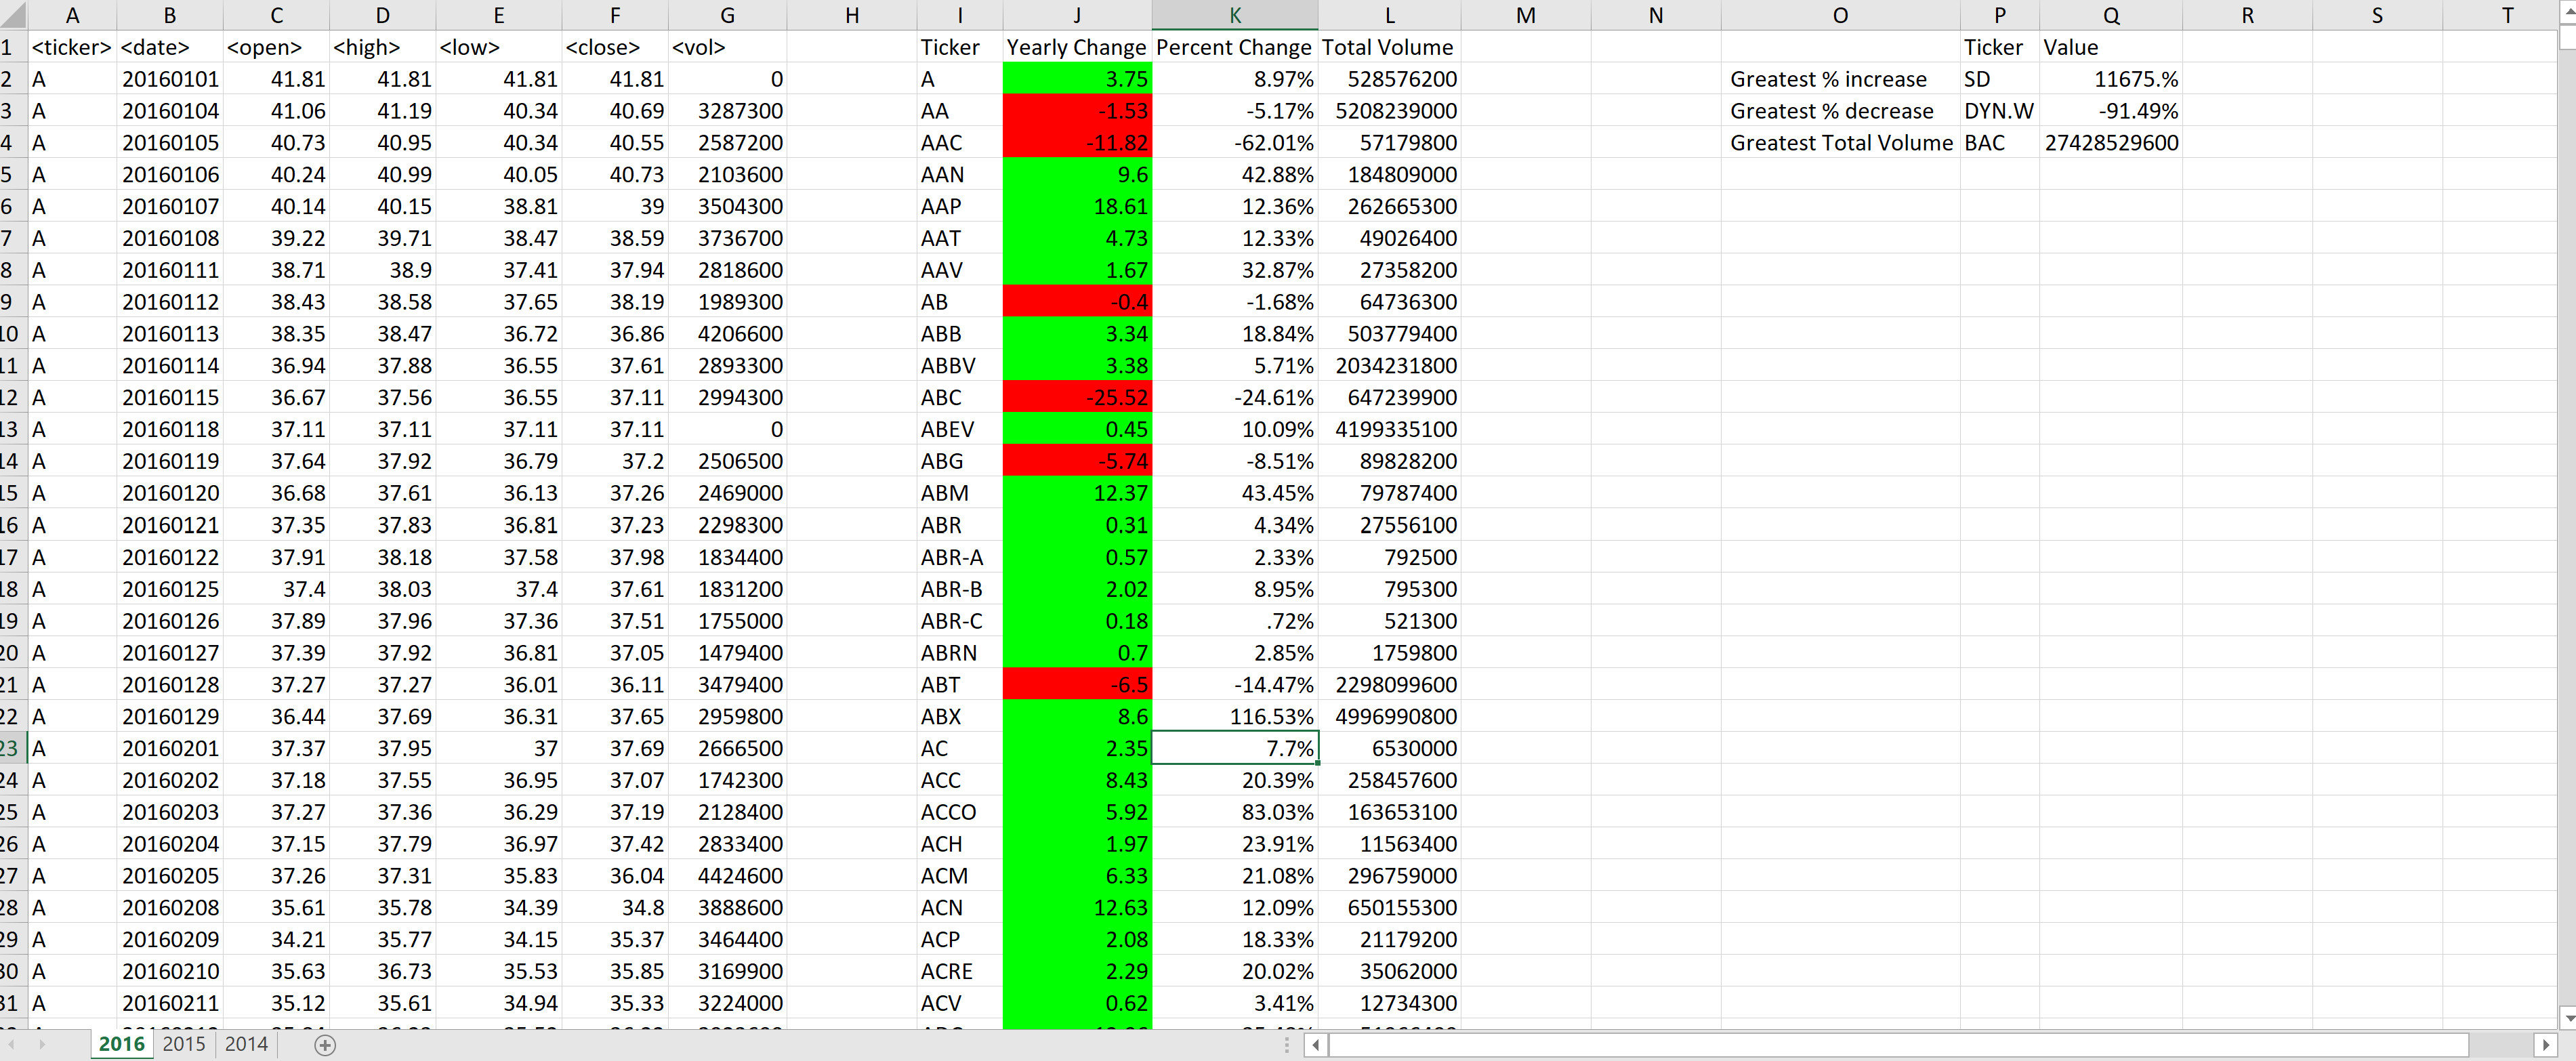 A B C D E F G H I J K L M N O P Q R S T
1 <ticker> <date> <open> <high> <low> <close> <vol> Ticker Yearly Change Percent Change Total Volume Ticker Value
2 A 20160101 41.81 41.81 41.81 41.81 0 A 3.75 8.97% 528576200 Greatest % increase SD 11675.%
3 A 20160104 41.06 41.19 40.34 40.69 3287300 AA -1.53 -5.17% 5208239000 Greatest % decrease DYN.W -91.49%
4 A 20160105 40.73 40.95 40.34 40.55 2587200 AAC -11.82 -62.01% 57179800 Greatest Total Volume BAC 27428529600
5 A 20160106 40.24 40.99 40.05 40.73 2103600 AAN 9.6 42.88% 184809000
6 A 20160107 40.14 40.15 38.81 39 3504300 AAP 18.61 12.36% 262665300
7 A 20160108 39.22 39.71 38.47 38.59 3736700 AAT 4.73 12.33% 49026400
8 A 20160111 38.71 38.9 37.41 37.94 2818600 AAV 1.67 32.87% 27358200
9 A 20160112 38.43 38.58 37.65 38.19 1989300 AB -0.4 -1.68% 64736300
10 A 20160113 38.35 38.47 36.72 36.86 4206600 ABB 3.34 18.84% 503779400
11 A 20160114 36.94 37.88 36.55 37.61 2893300 ABBV 3.38 5.71% 2034231800
12 A 20160115 36.67 37.56 36.55 37.11 2994300 ABC -25.52 -24.61% 647239900
13 A 20160118 37.11 37.11 37.11 37.11 0 ABEV 0.45 10.09% 4199335100
14 A 20160119 37.64 37.92 36.79 37.2 2506500 ABG -5.74 -8.51% 89828200
15 A 20160120 36.68 37.61 36.13 37.26 2469000 ABM 12.37 43.45% 79787400
16 A 20160121 37.35 37.83 36.81 37.23 2298300 ABR 0.31 4.34% 27556100
17 A 20160122 37.91 38.18 37.58 37.98 1834400 ABR-A 0.57 2.33% 792500
18 A 20160125 37.4 38.03 37.4 37.61 1831200 ABR-B 2.02 8.95% 795300
19 A 20160126 37.89 37.96 37.36 37.51 1755000 ABR-C 0.18 .72% 521300
20 A 20160127 37.39 37.92 36.81 37.05 1479400 ABRN 0.7 2.85% 1759800
21 A 20160128 37.27 37.27 36.01 36.11 3479400 ABT -6.5 -14.47% 2298099600
22 A 20160129 36.44 37.69 36.31 37.65 2959800 ABX 8.6 116.53% 4996990800
23 A 20160201 37.37 37.95 37 37.69 2666500 AC 2.35 7.7% 6530000
24 A 20160202 37.18 37.55 36.95 37.07 1742300 ACC 8.43 20.39% 258457600
25 A 20160203 37.27 37.36 36.29 37.19 2128400 ACCO 5.92 83.03% 163653100
26 A 20160204 37.15 37.79 36.97 37.42 2833400 ACH 1.97 23.91% 11563400
27 A 20160205 37.26 37.31 35.83 36.04 4424600 ACM 6.33 21.08% 296759000
28 A 20160208 35.61 35.78 34.39 34.8 3888600 ACN 12.63 12.09% 650155300
29 A 20160209 34.21 35.77 34.15 35.37 3464400 ACP 2.08 18.33% 21179200
30 A 20160210 35.63 36.73 35.53 35.85 3169900 ACRE 2.29 20.02% 35062000
31 A 20160211 35.12 35.61 34.94 35.33 3224000 ACV 0.62 3.41% 12734300
2016 2015 2014